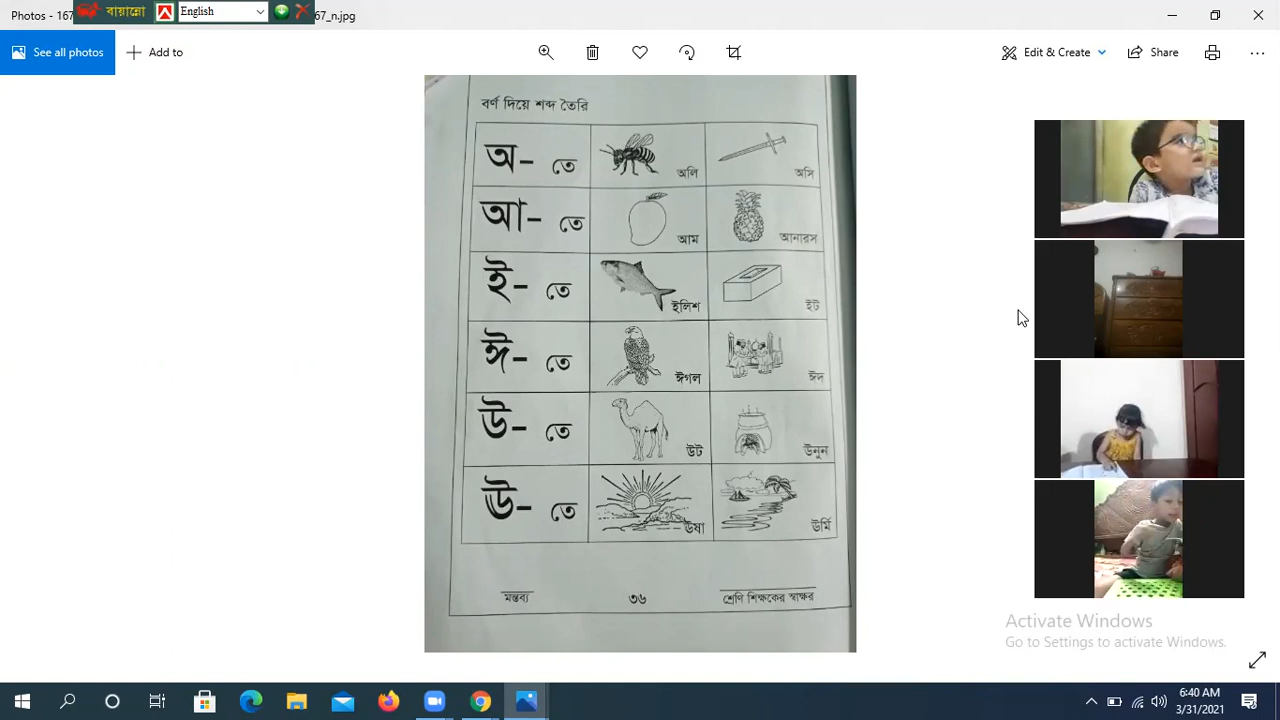 Photos - 167
67_n.jpg
বায়ান্নো
English
See all photos
Add to
Edit & Create
Share
বর্ণ দিয়ে শব্দ তৈরি
অ- তে অলি অসি
আ- তে আম আনারস
ই- তে ইলিশ ইট
ঈ- তে ঈগল ঈদ
উ- তে উট উনুন
ঊ- তে ঊষা ঊর্মি
মন্তব্য ৩৬ শ্রেণি শিক্ষকের স্বাক্ষর
Activate Windows
Go to Settings to activate Windows.
6:40 AM
3/31/2021